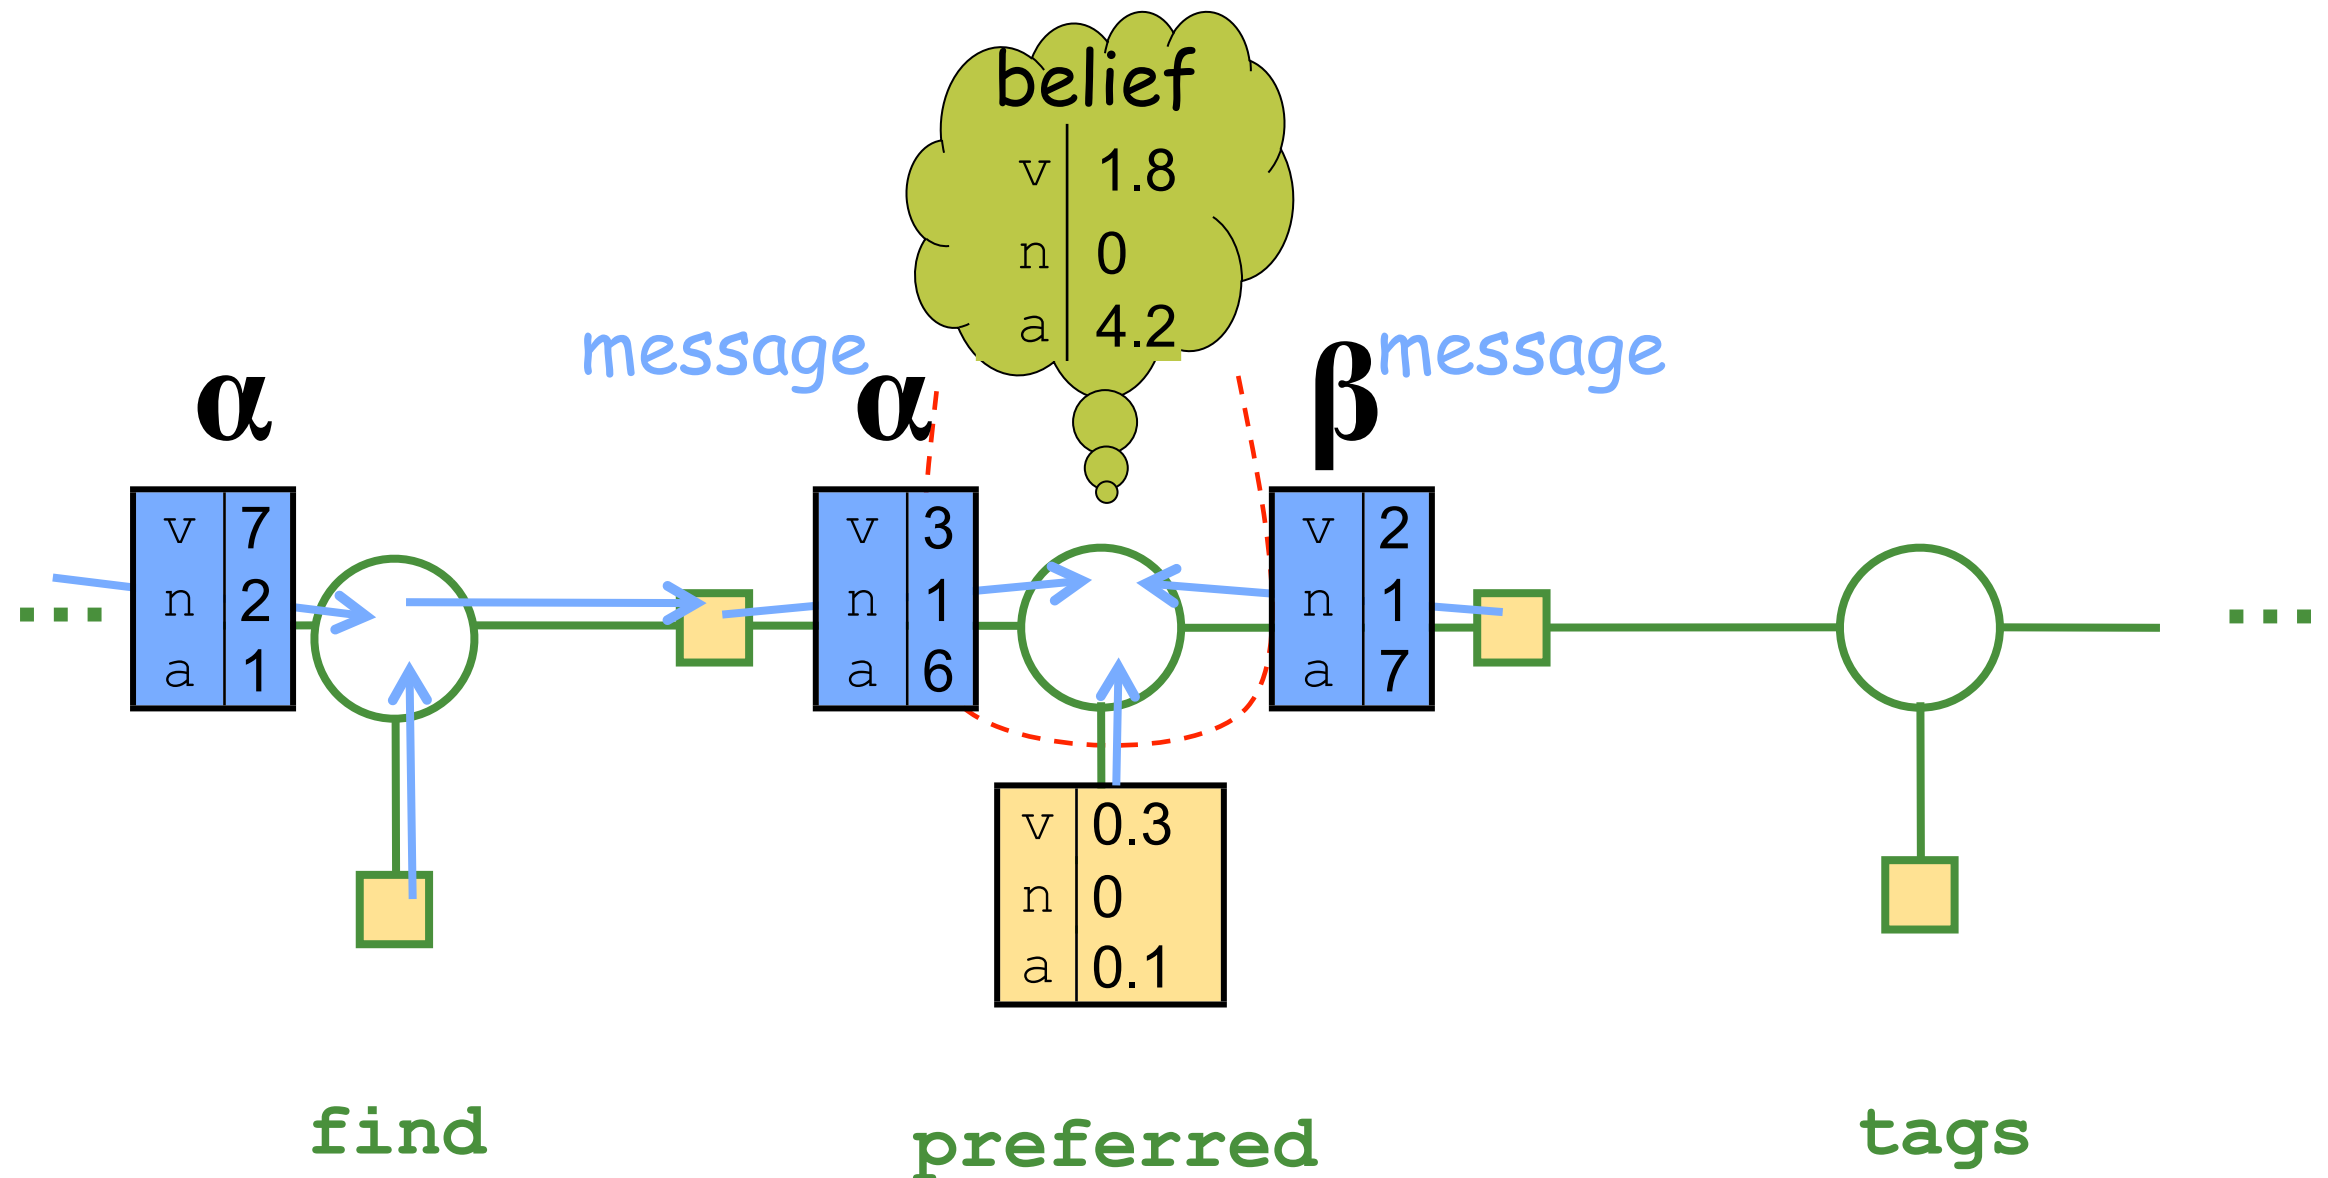 belief
v 1.8
n 0
a 4.2
message
α
α
β
message
v 7
n 2
a 1
v 3
n 1
a 6
v 2
n 1
a 7
...
...
v 0.3
n 0
a 0.1
find
preferred
tags